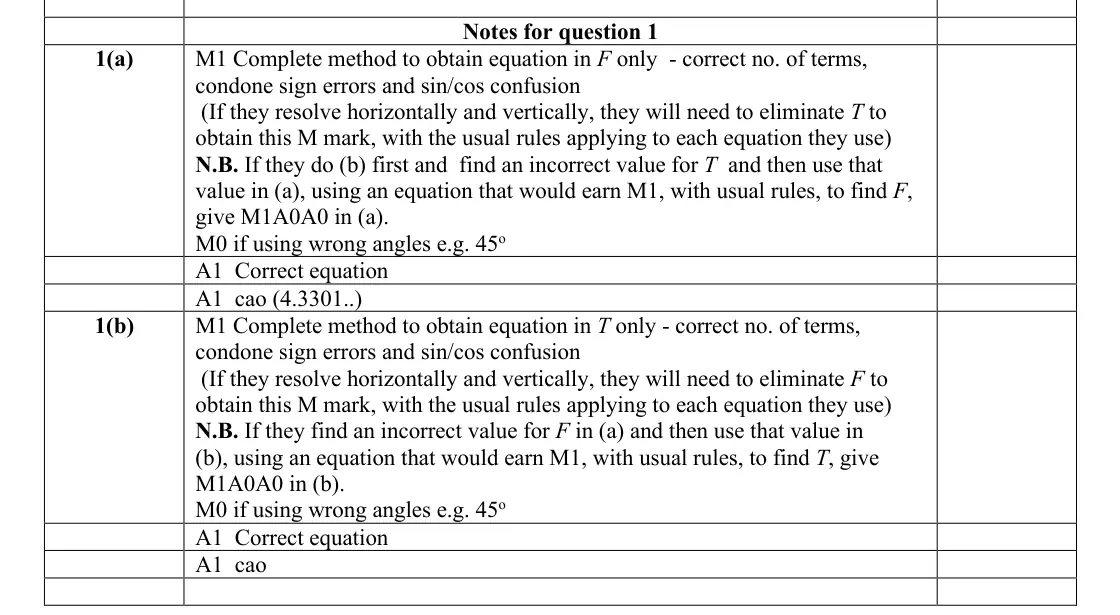 Notes for question 1
1(a)
M1 Complete method to obtain equation in F only - correct no. of terms,
condone sign errors and sin/cos confusion
(If they resolve horizontally and vertically, they will need to eliminate T to
obtain this M mark, with the usual rules applying to each equation they use)
N.B. If they do (b) first and find an incorrect value for T and then use that
value in (a), using an equation that would earn M1, with usual rules, to find F,
give M1A0A0 in (a).
M0 if using wrong angles e.g. 45º
A1 Correct equation
A1 cao (4.3301..)
1(b)
M1 Complete method to obtain equation in T only - correct no. of terms,
condone sign errors and sin/cos confusion
(If they resolve horizontally and vertically, they will need to eliminate F to
obtain this M mark, with the usual rules applying to each equation they use)
N.B. If they find an incorrect value for F in (a) and then use that value in
(b), using an equation that would earn M1, with usual rules, to find T, give
M1A0A0 in (b).
M0 if using wrong angles e.g. 45º
A1 Correct equation
A1 cao